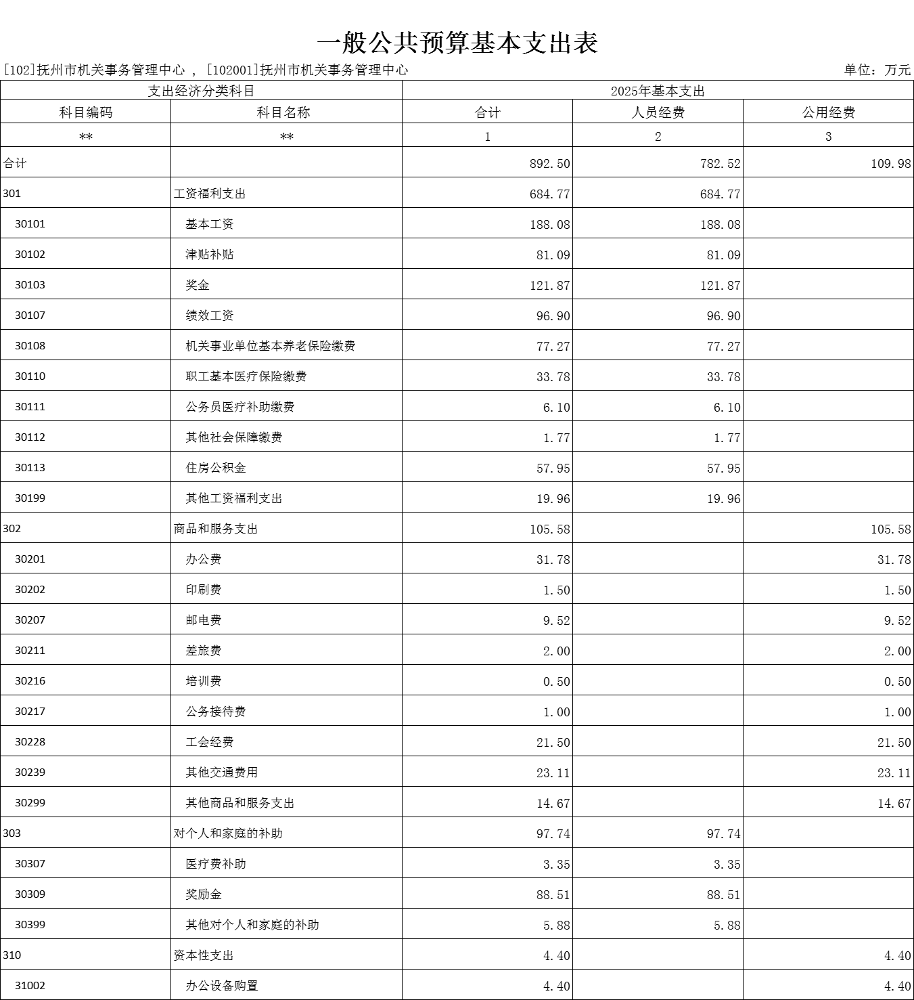 一般公共预算基本支出表
[102]抚州市机关事务管理中心 , [102001]抚州市机关事务管理中心 单位：万元
支出经济分类科目 2025年基本支出
科目编码 科目名称 合计 人员经费 公用经费
** ** 1 2 3
合计 892.50 782.52 109.98
301 工资福利支出 684.77 684.77
30101 基本工资 188.08 188.08
30102 津贴补贴 81.09 81.09
30103 奖金 121.87 121.87
30107 绩效工资 96.90 96.90
30108 机关事业单位基本养老保险缴费 77.27 77.27
30110 职工基本医疗保险缴费 33.78 33.78
30111 公务员医疗补助缴费 6.10 6.10
30112 其他社会保障缴费 1.77 1.77
30113 住房公积金 57.95 57.95
30199 其他工资福利支出 19.96 19.96
302 商品和服务支出 105.58 105.58
30201 办公费 31.78 31.78
30202 印刷费 1.50 1.50
30207 邮电费 9.52 9.52
30211 差旅费 2.00 2.00
30216 培训费 0.50 0.50
30217 公务接待费 1.00 1.00
30228 工会经费 21.50 21.50
30239 其他交通费用 23.11 23.11
30299 其他商品和服务支出 14.67 14.67
303 对个人和家庭的补助 97.74 97.74
30307 医疗费补助 3.35 3.35
30309 奖励金 88.51 88.51
30399 其他对个人和家庭的补助 5.88 5.88
310 资本性支出 4.40 4.40
31002 办公设备购置 4.40 4.40